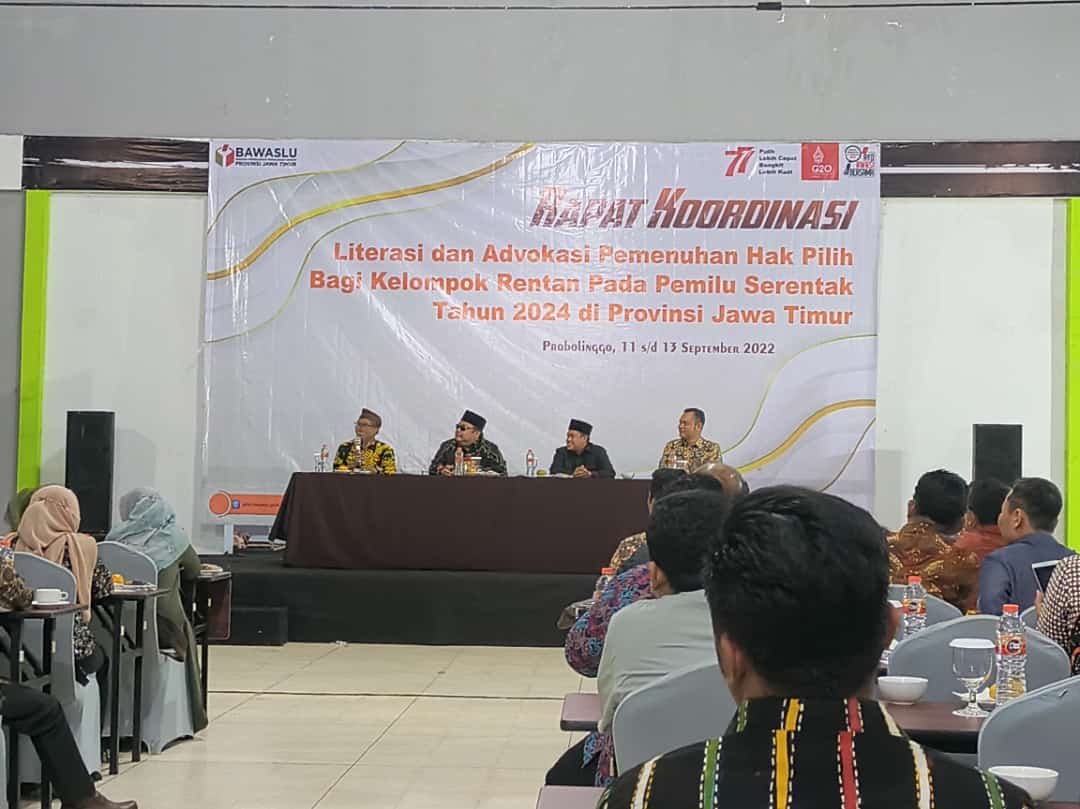 BAWASLU
PROVINSI JAWA TIMUR
77
Pulih
Lebih Cepat
Bangkit
Lebih Kuat
G20
RAPAT KOORDINASI
Literasi dan Advokasi Pemenuhan Hak Pilih
Bagi Kelompok Rentan Pada Pemilu Serentak
Tahun 2024 di Provinsi Jawa Timur
Probolinggo, 11 s/d 13 September 2022